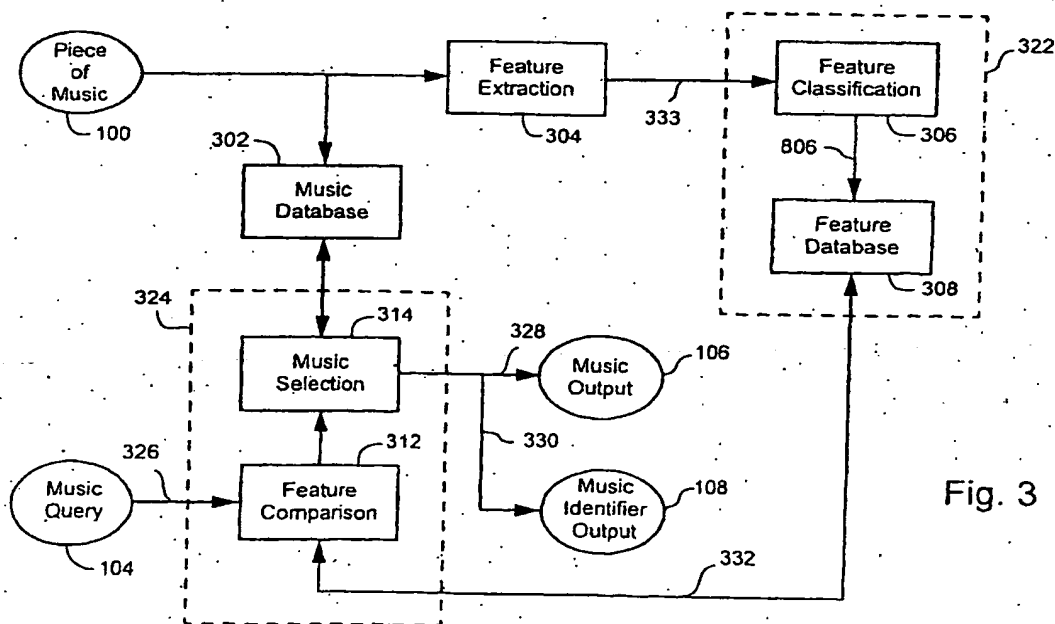 Piece
of
Music
100
Feature
Extraction
304
333
Feature
Classification
306
322
806
Feature
Database
308
302
Music
Database
324
314
Music
Selection
328
Music
Output
106
330
312
326
Music
Query
104
Feature
Comparison
Music
Identifier
Output
108
332
Fig. 3